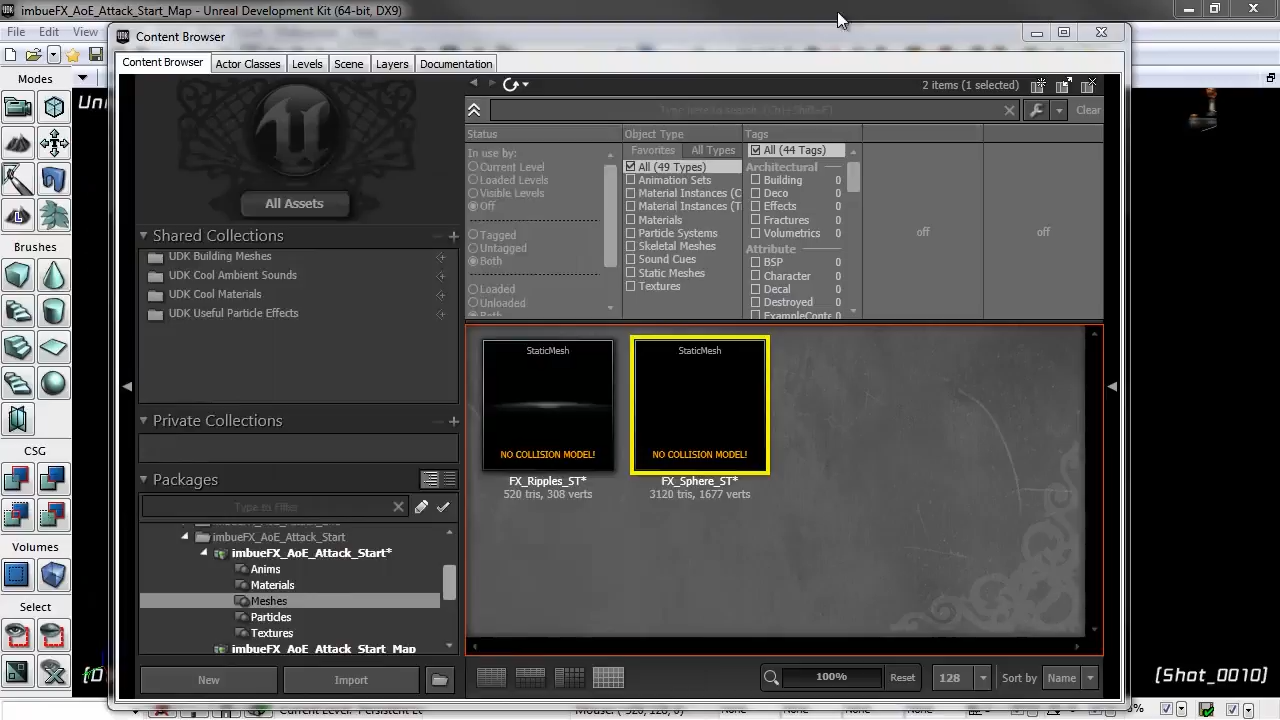 imbueFX_AoE_Attack_Start_Map - Unreal Development Kit (64-bit, DX9)
File Edit View
Content Browser
Content Browser Actor Classes Levels Scene Layers Documentation
Modes
Brushes
CSG
Volumes
Select
All Assets
Shared Collections
UDK Building Meshes
UDK Cool Ambient Sounds
UDK Cool Materials
UDK Useful Particle Effects
Private Collections
Packages
Type to Filter
imbueFX_AoE_Attack_Start
imbueFX_AoE_Attack_Start*
Anims
Materials
Meshes
Particles
Textures
imbueFX_AoE_Attack_Start_Map
New Import
2 items (1 selected)
Clear
Status
In use by:
Current Level
Loaded Levels
Visible Levels
Off
Tagged
Untagged
Both
Loaded
Unloaded
Both
Object Type
Favorites All Types
All (49 Types)
Animation Sets
Material Instances (C
Material Instances (T
Materials
Particle Systems
Skeletal Meshes
Sound Cues
Static Meshes
Textures
Tags
All (44 Tags)
Architectural
Building 0
Deco 0
Effects 0
Fractures 0
Volumetrics 0
Attribute
BSP 0
Character 0
Decal 0
Destroyed 0
ExampleConte 0
off off
StaticMesh
NO COLLISION MODEL!
FX_Ripples_ST*
520 tris, 308 verts
StaticMesh
NO COLLISION MODEL!
FX_Sphere_ST*
3120 tris, 1677 verts
100% Reset 128 Sort by Name
[Shot_0010]